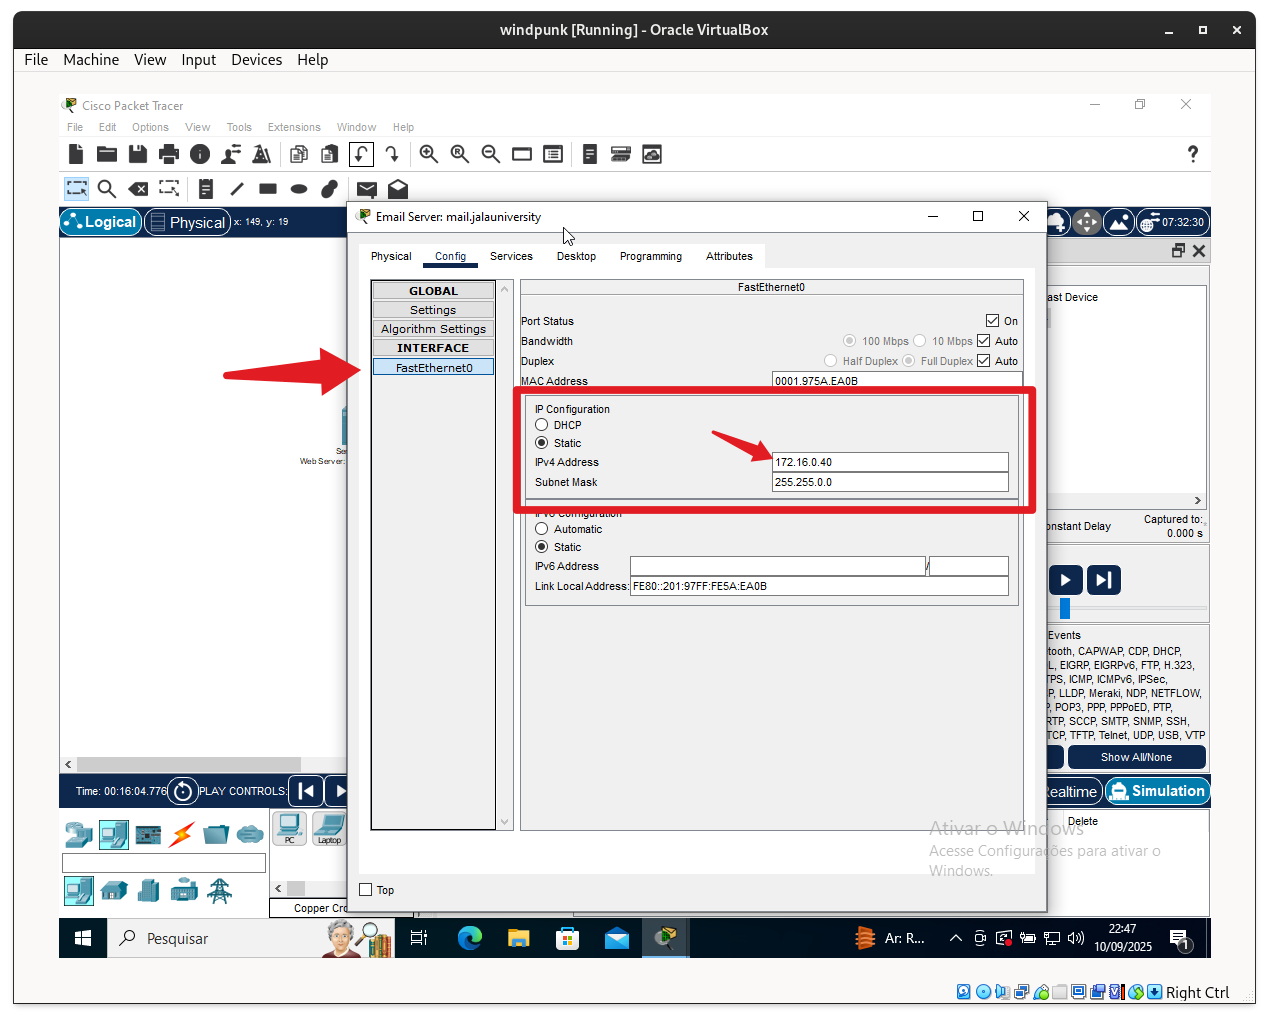 windpunk [Running] - Oracle VirtualBox
File Machine View Input Devices Help
Cisco Packet Tracer
File Edit Options View Tools Extensions Window Help
Logical Physical x: 149, y: 19
07:32:30
Email Server: mail.jalauniversity
Physical Config Services Desktop Programming Attributes
GLOBAL
Settings
Algorithm Settings
INTERFACE
FastEthernet0
FastEthernet0
Port Status On
Bandwidth 100 Mbps 10 Mbps Auto
Duplex Half Duplex Full Duplex Auto
MAC Address 0001.975A.EA0B
IP Configuration
DHCP
Static
IPv4 Address 172.16.0.40
Subnet Mask 255.255.0.0
IPv6 Configuration
Automatic
Static
IPv6 Address /
Link Local Address: FE80::201:97FF:FE5A:EA0B
Top
Se
Web Server:
ast Device
onstant Delay Captured to:
0.000 s
Events
tooth, CAPWAP, CDP, DHCP,
L, EIGRP, EIGRPv6, FTP, H.323,
TPS, ICMP, ICMPv6, IPSec,
P, LLDP, Meraki, NDP, NETFLOW,
P, POP3, PPP, PPPoED, PTP,
RTP, SCCP, SMTP, SNMP, SSH,
TCP, TFTP, Telnet, UDP, USB, VTP
Show All/None
Time: 00:16:04.776 PLAY CONTROLS:
Realtime Simulation
PC Laptop
Delete
Copper Cro
Ativar o Windows
Acesse Configurações para ativar o
Windows.
Pesquisar
Ar: R...
22:47
10/09/2025
1
Right Ctrl